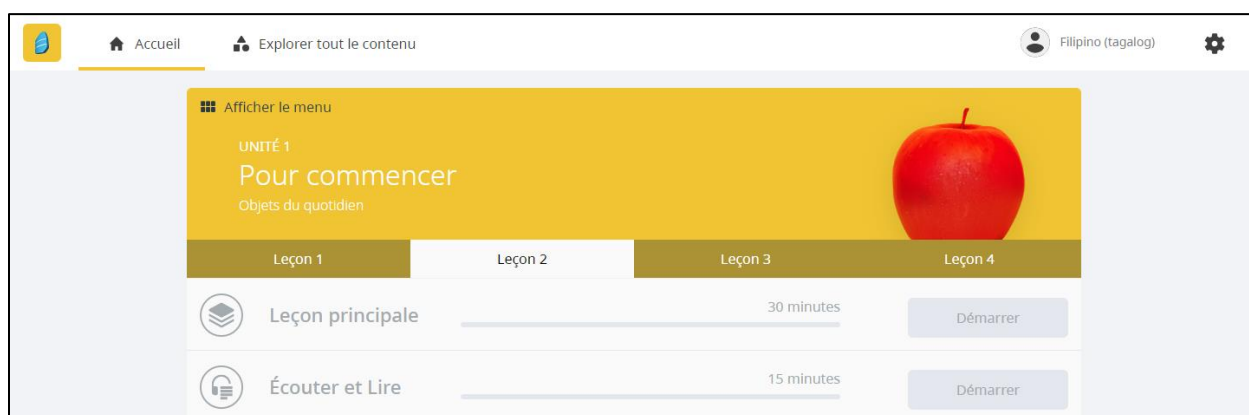 Accueil
Explorer tout le contenu
Filipino (tagalog)
Afficher le menu
UNITÉ 1
Pour commencer
Objets du quotidien
Leçon 1
Leçon 2
Leçon 3
Leçon 4
Leçon principale
30 minutes
Démarrer
Écouter et Lire
15 minutes
Démarrer